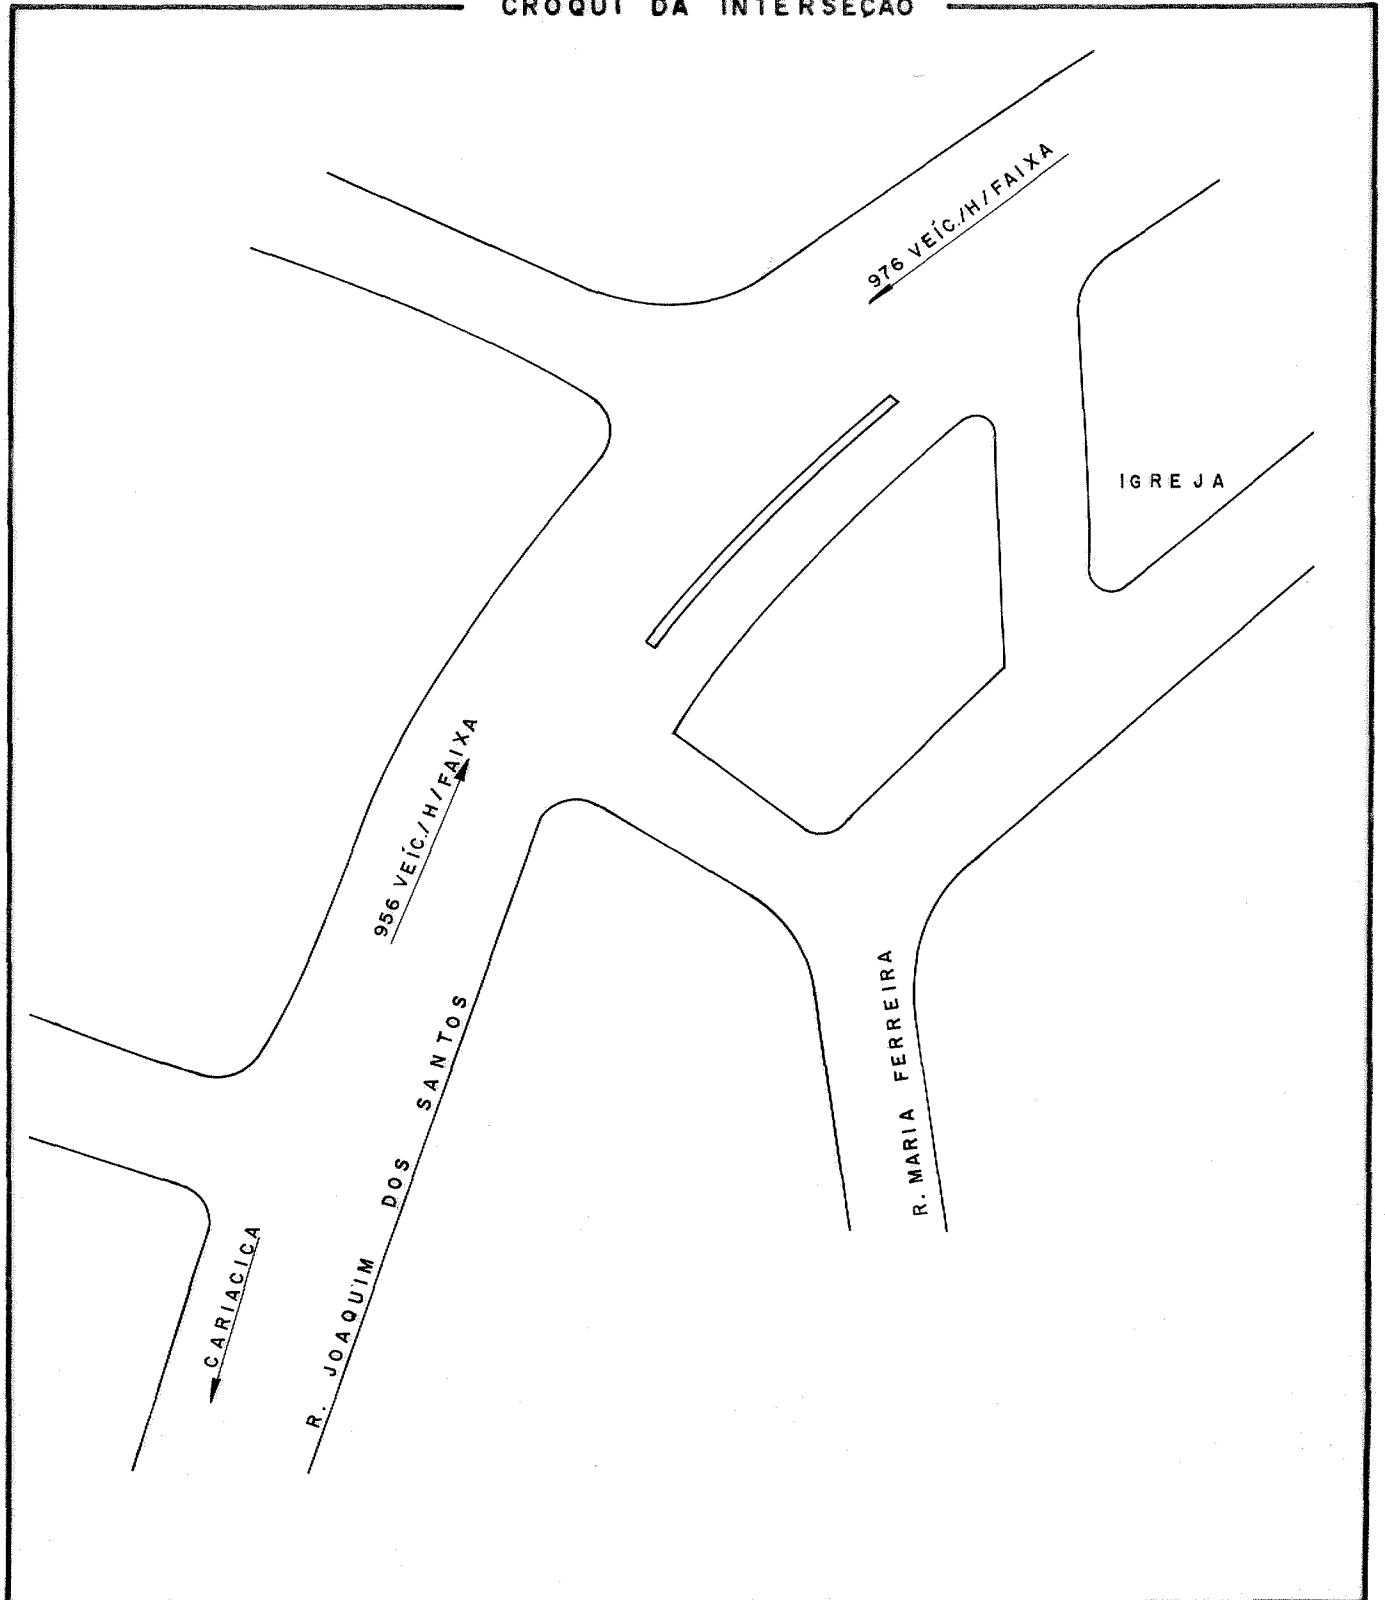 CROQUI DA INTERSEÇÃO
976 VEÍC./H/FAIXA
IGREJA
956 VEÍC./H/FAIXA
R. MARIA FERREIRA
R. JOAQUIM DOS SANTOS
CARIACICA